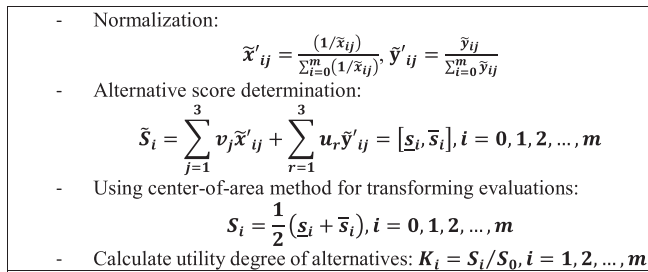 - Normalization:
x̃′ᵢⱼ = (1/x̃ᵢⱼ) / ∑ᵢ₌₀ᵐ(1/x̃ᵢⱼ), ỹ′ᵢⱼ = ỹᵢⱼ / ∑ᵢ₌₀ᵐ ỹᵢⱼ
- Alternative score determination:
S̃ᵢ = ∑ⱼ₌₁³ vⱼx̃′ᵢⱼ + ∑ᵣ₌₁³ uᵣỹ′ᵢⱼ = [s̲ᵢ, s̅ᵢ], i = 0, 1, 2, ..., m
- Using center-of-area method for transforming evaluations:
Sᵢ = 1/2 (s̲ᵢ + s̅ᵢ), i = 0, 1, 2, ..., m
- Calculate utility degree of alternatives: Kᵢ = Sᵢ/S₀, i = 1, 2, ..., m